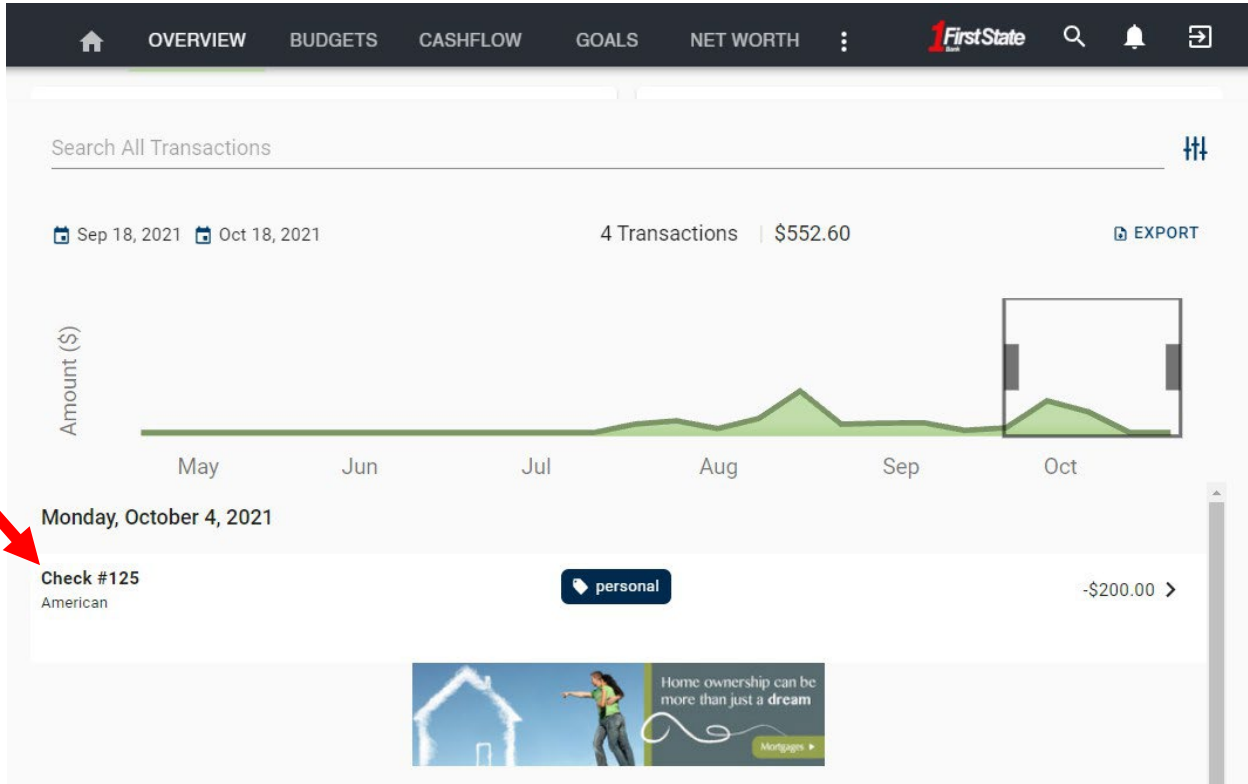 OVERVIEW BUDGETS CASHFLOW GOALS NET WORTH 1FirstState Bank
Search All Transactions
Sep 18, 2021 Oct 18, 2021 4 Transactions $552.60 EXPORT
Amount ($)
May Jun Jul Aug Sep Oct
Monday, October 4, 2021
Check #125 personal -$200.00
American
Home ownership can be
more than just a dream
Mortgages